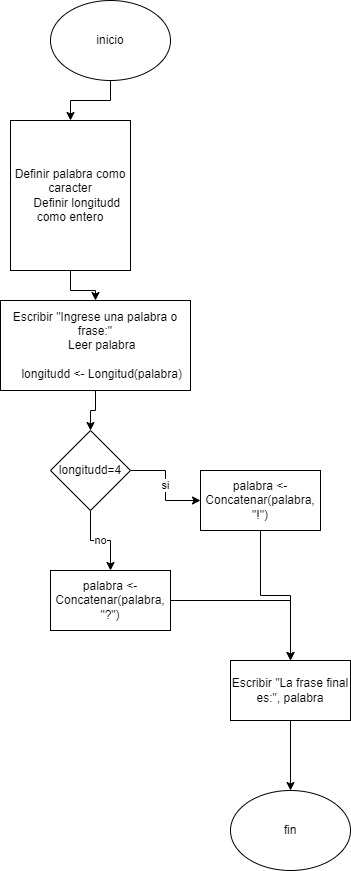 inicio
Definir palabra como
caracter
Definir longitudd
como entero
Escribir "Ingrese una palabra o
frase:"
Leer palabra
longitudd <- Longitud(palabra)
longitudd=4
si
palabra <-
Concatenar(palabra,
"!")
no
palabra <-
Concatenar(palabra,
"?")
Escribir "La frase final
es:", palabra
fin